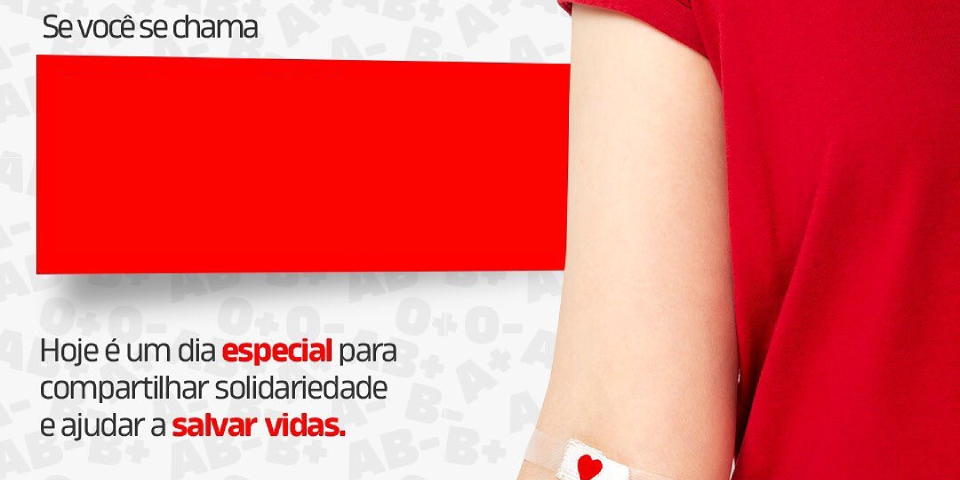 Se você se chama
Hoje é um dia especial para
compartilhar solidariedade
e ajudar a salvar vidas.